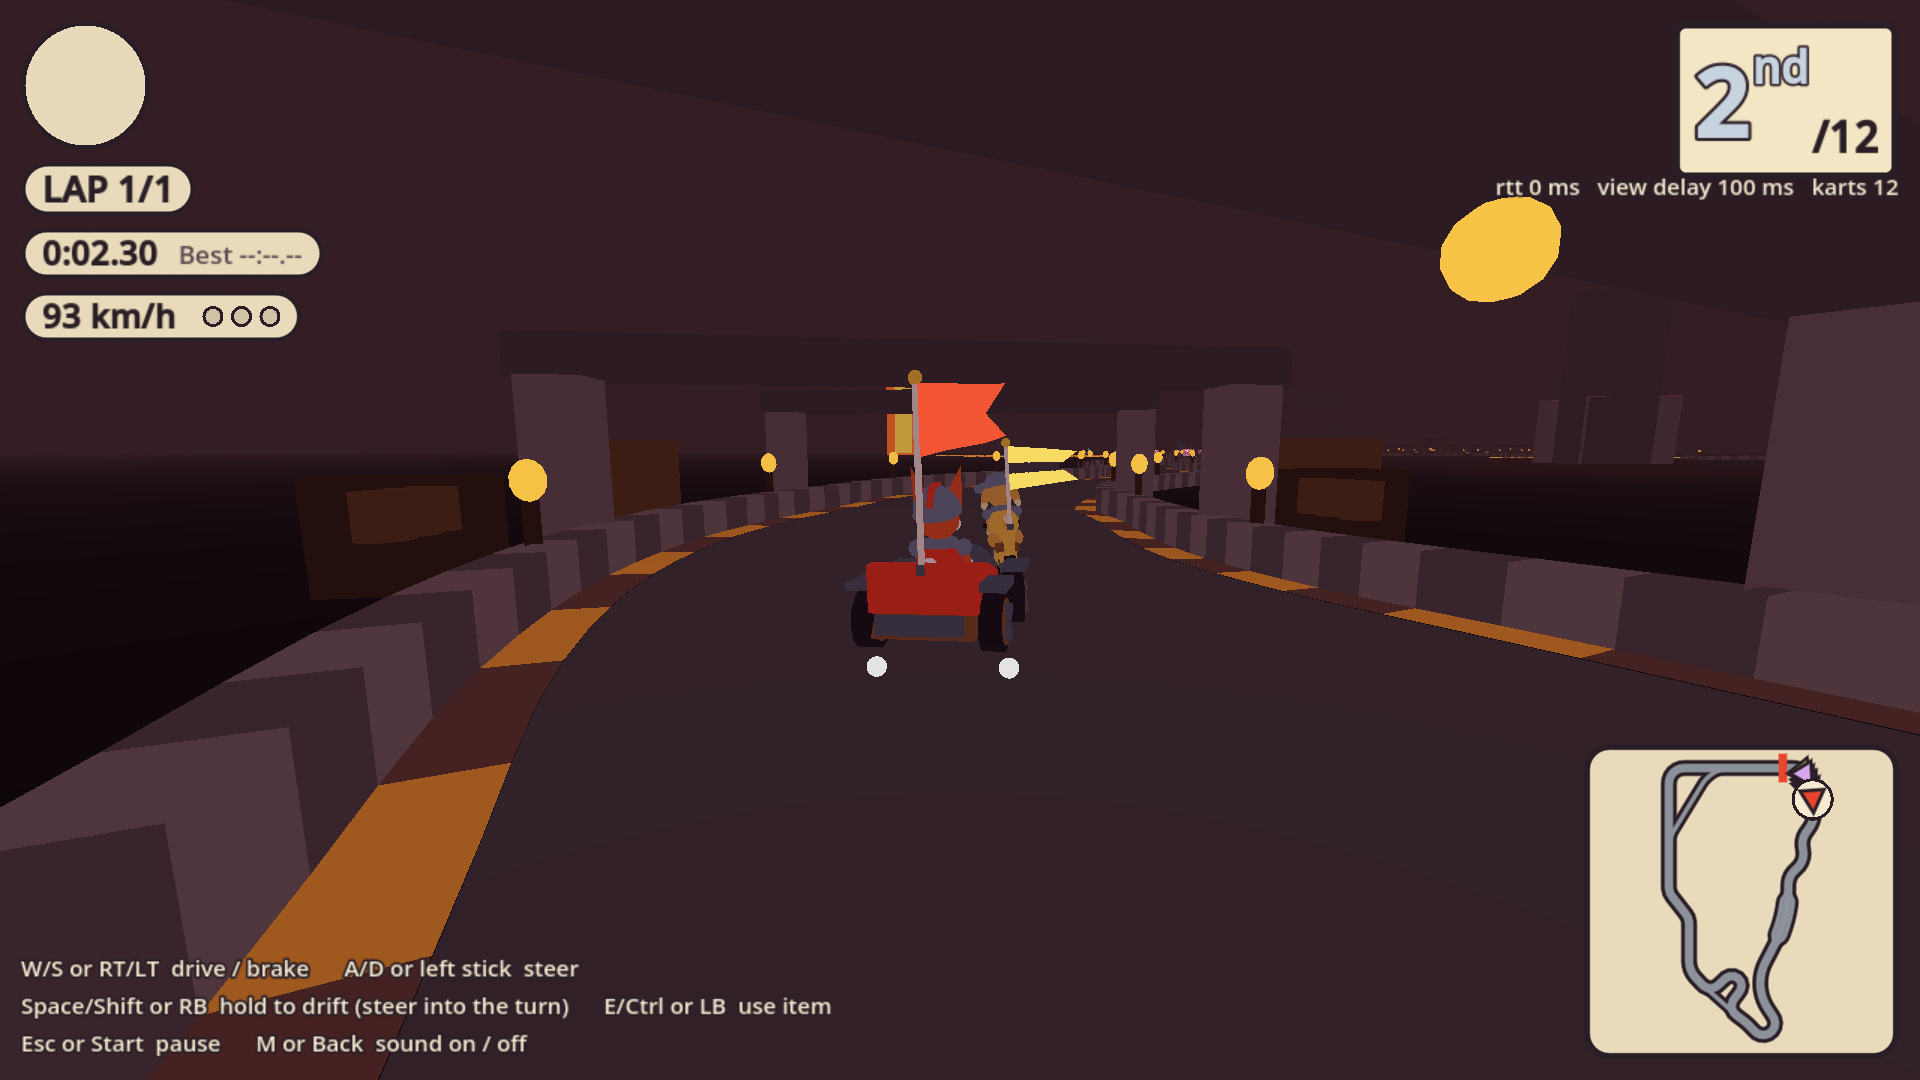 2nd
/12
rtt 0 ms view delay 100 ms karts 12
LAP 1/1
0:02.30 Best --:--.--
93 km/h
W/S or RT/LT drive / brake A/D or left stick steer
Space/Shift or RB hold to drift (steer into the turn) E/Ctrl or LB use item
Esc or Start pause M or Back sound on / off